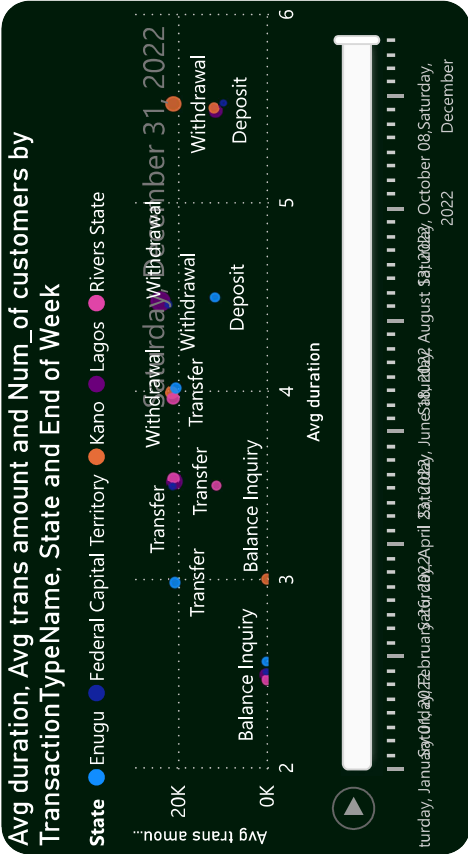 Avg duration, Avg trans amount and Num_of customers by
TransactionTypeName, State and End of Week
State Enugu Federal Capital Territory Kano Lagos Rivers State
Saturday, December 31, 2022
Avg trans amou...
20K
0K
Balance Inquiry
Transfer
Balance Inquiry
Transfer
Transfer
Withdrawal
Transfer
Withdrawal
Withdrawal
Deposit
Withdrawal
Deposit
2 3 4 5 6
Avg duration